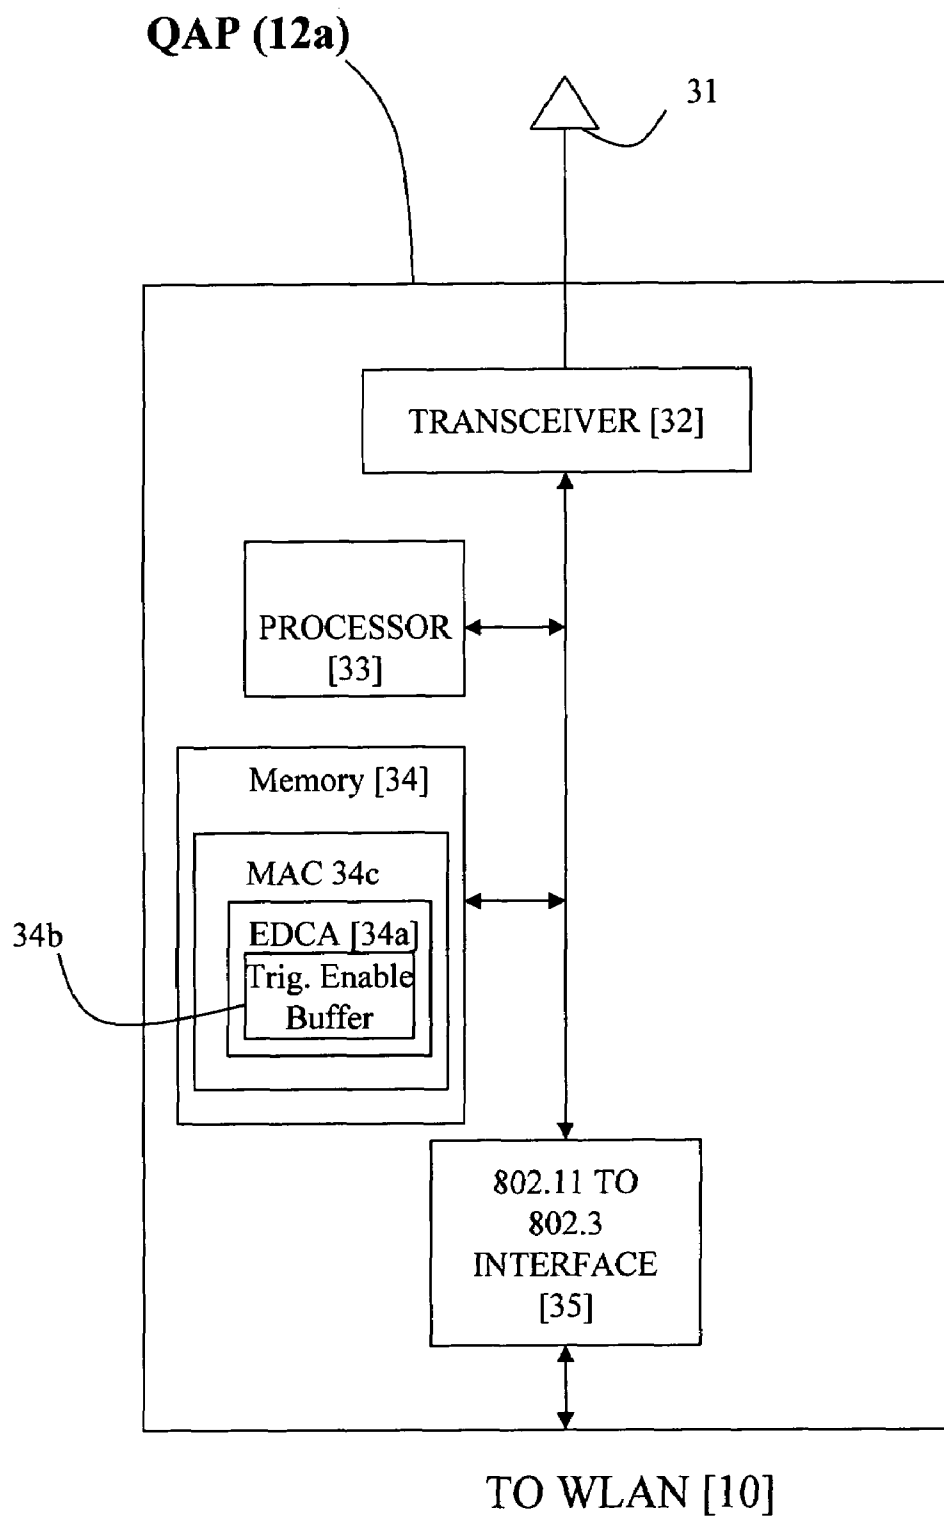 QAP (12a)
31
TRANSCEIVER [32]
PROCESSOR
[33]
Memory [34]
MAC 34c
34b
EDCA [34a]
Trig. Enable
Buffer
802.11 TO
802.3
INTERFACE
[35]
TO WLAN [10]